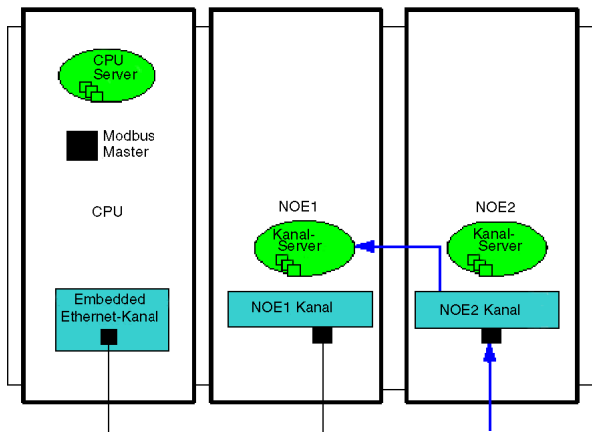 CPU
Server
Modbus
Master
CPU
Embedded
Ethernet-Kanal
NOE1
Kanal-
Server
NOE1 Kanal
NOE2
Kanal-
Server
NOE2 Kanal